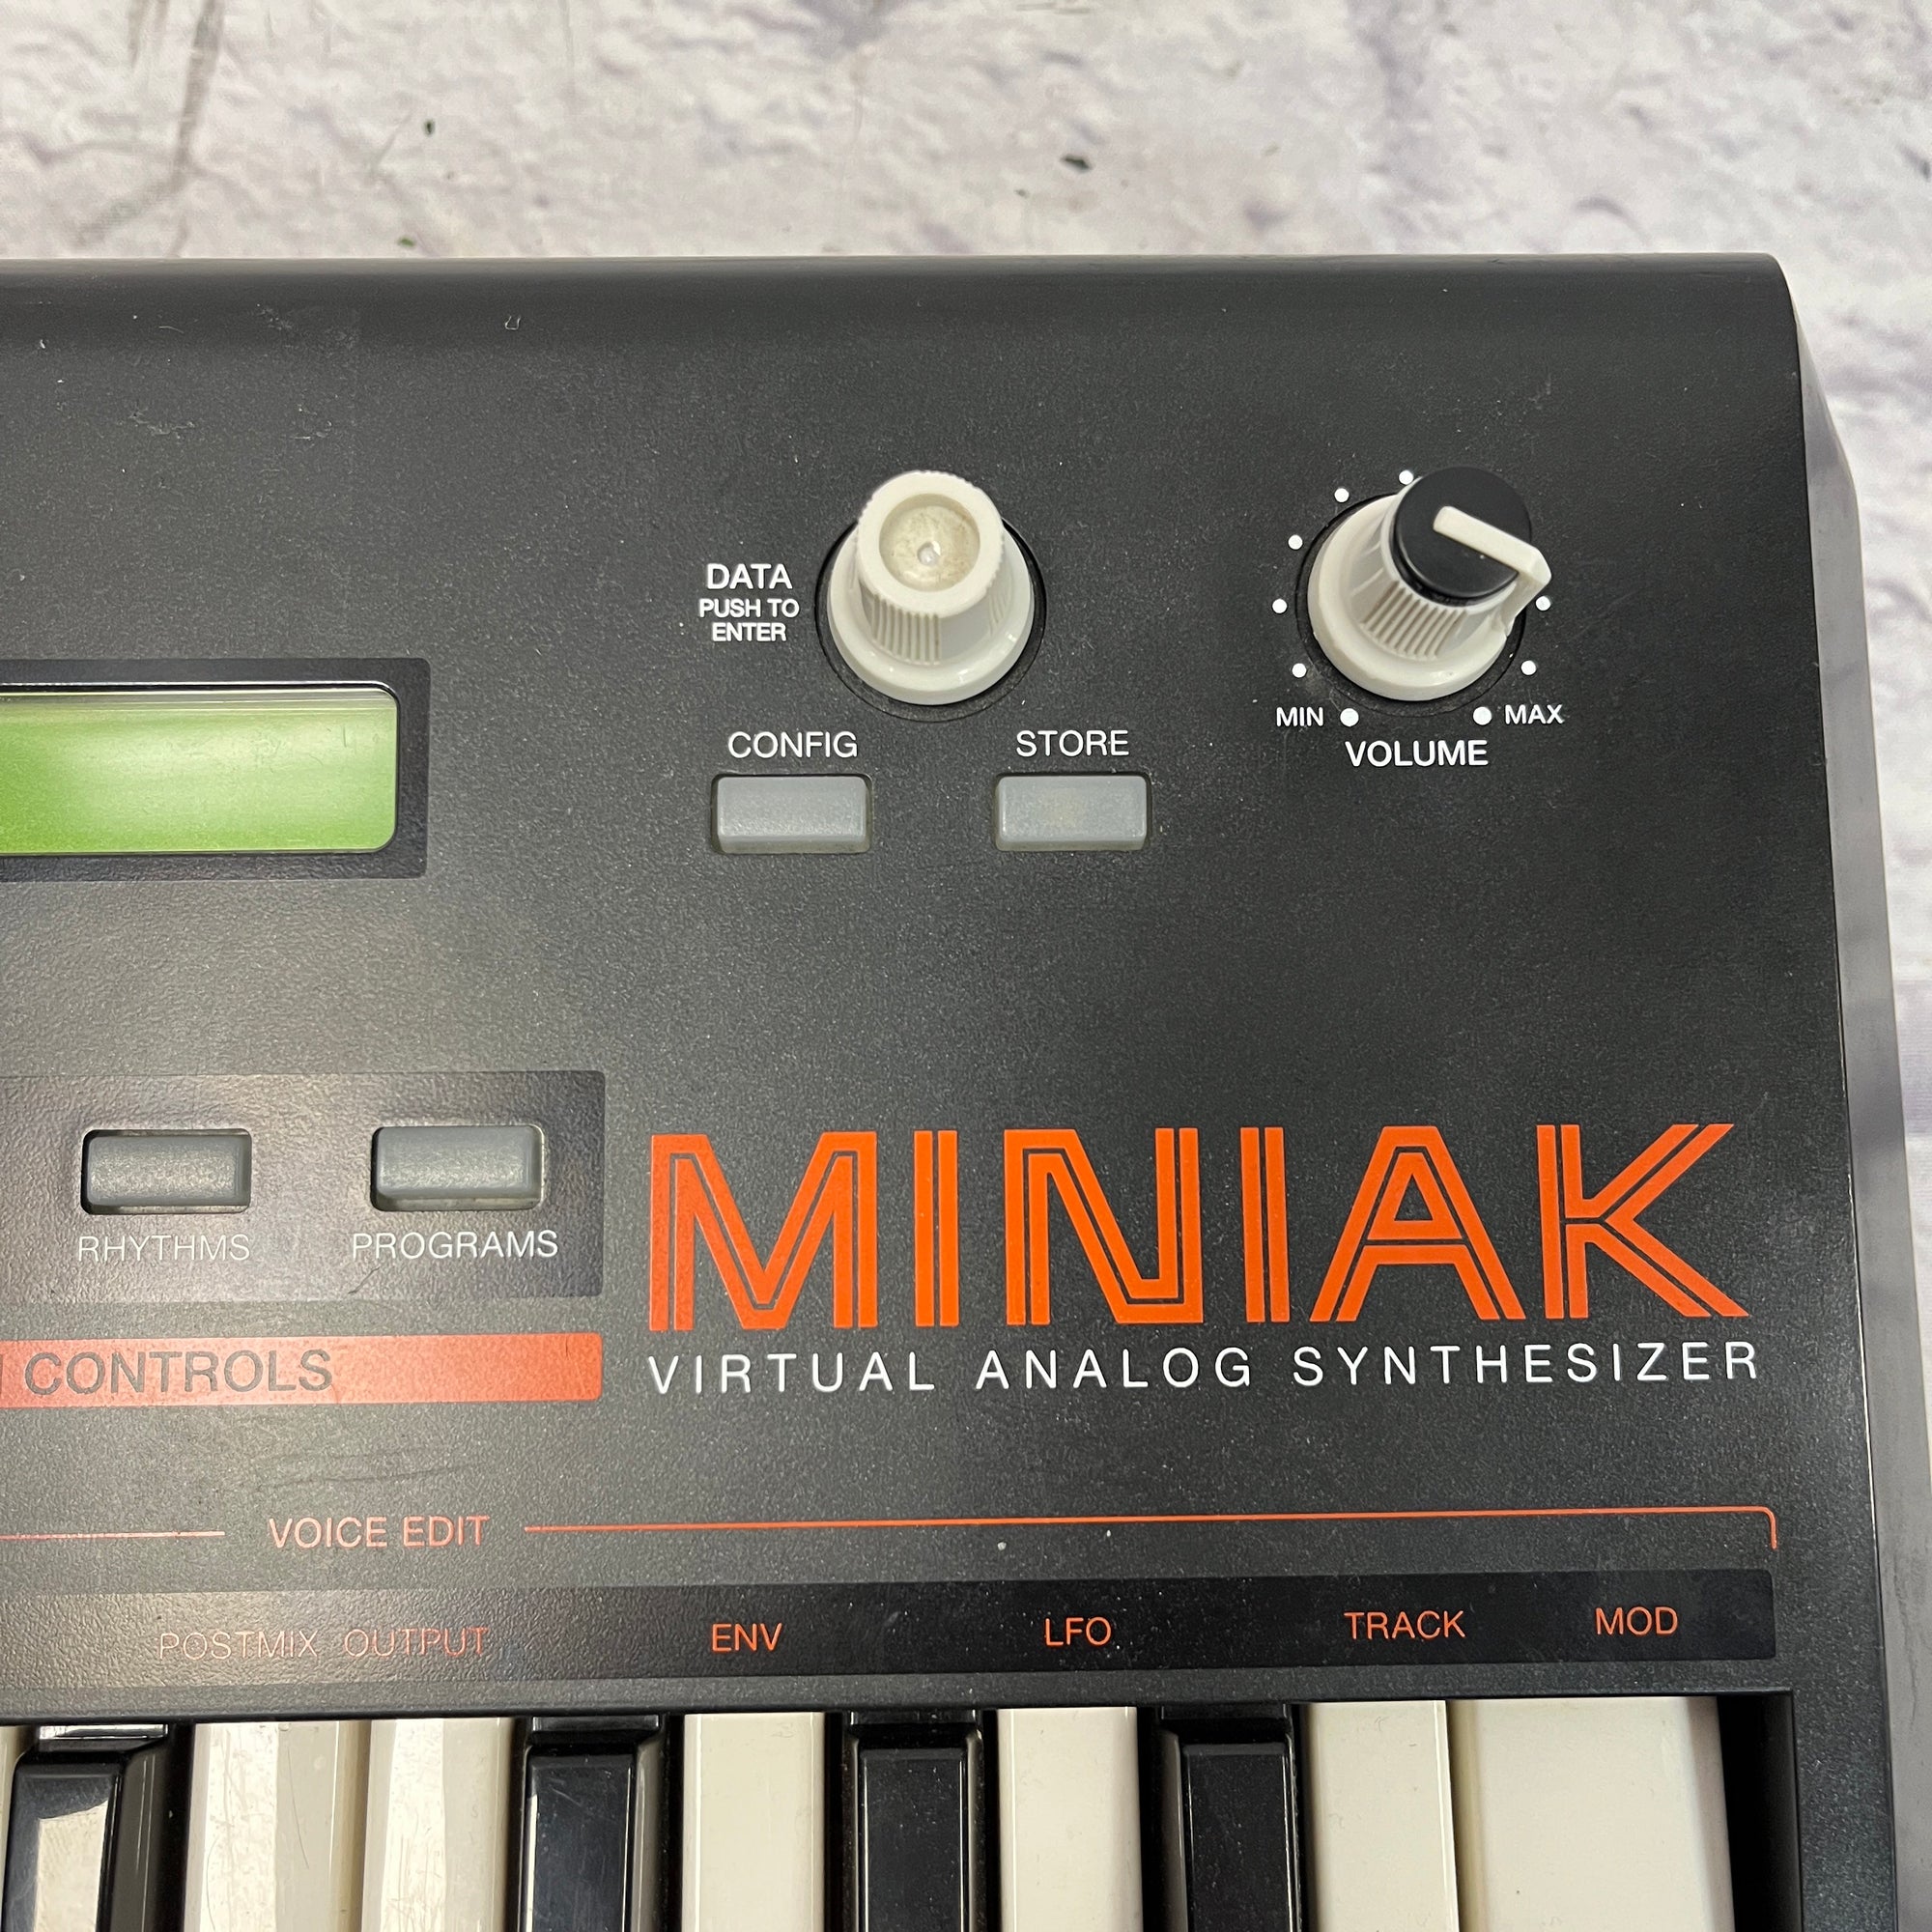 DATA
PUSH TO
ENTER
CONFIG
STORE
MIN
MAX
VOLUME
RHYTHMS
PROGRAMS
MINIAK
VIRTUAL ANALOG SYNTHESIZER
CONTROLS
VOICE EDIT
POSTMIX OUTPUT ENV LFO TRACK MOD